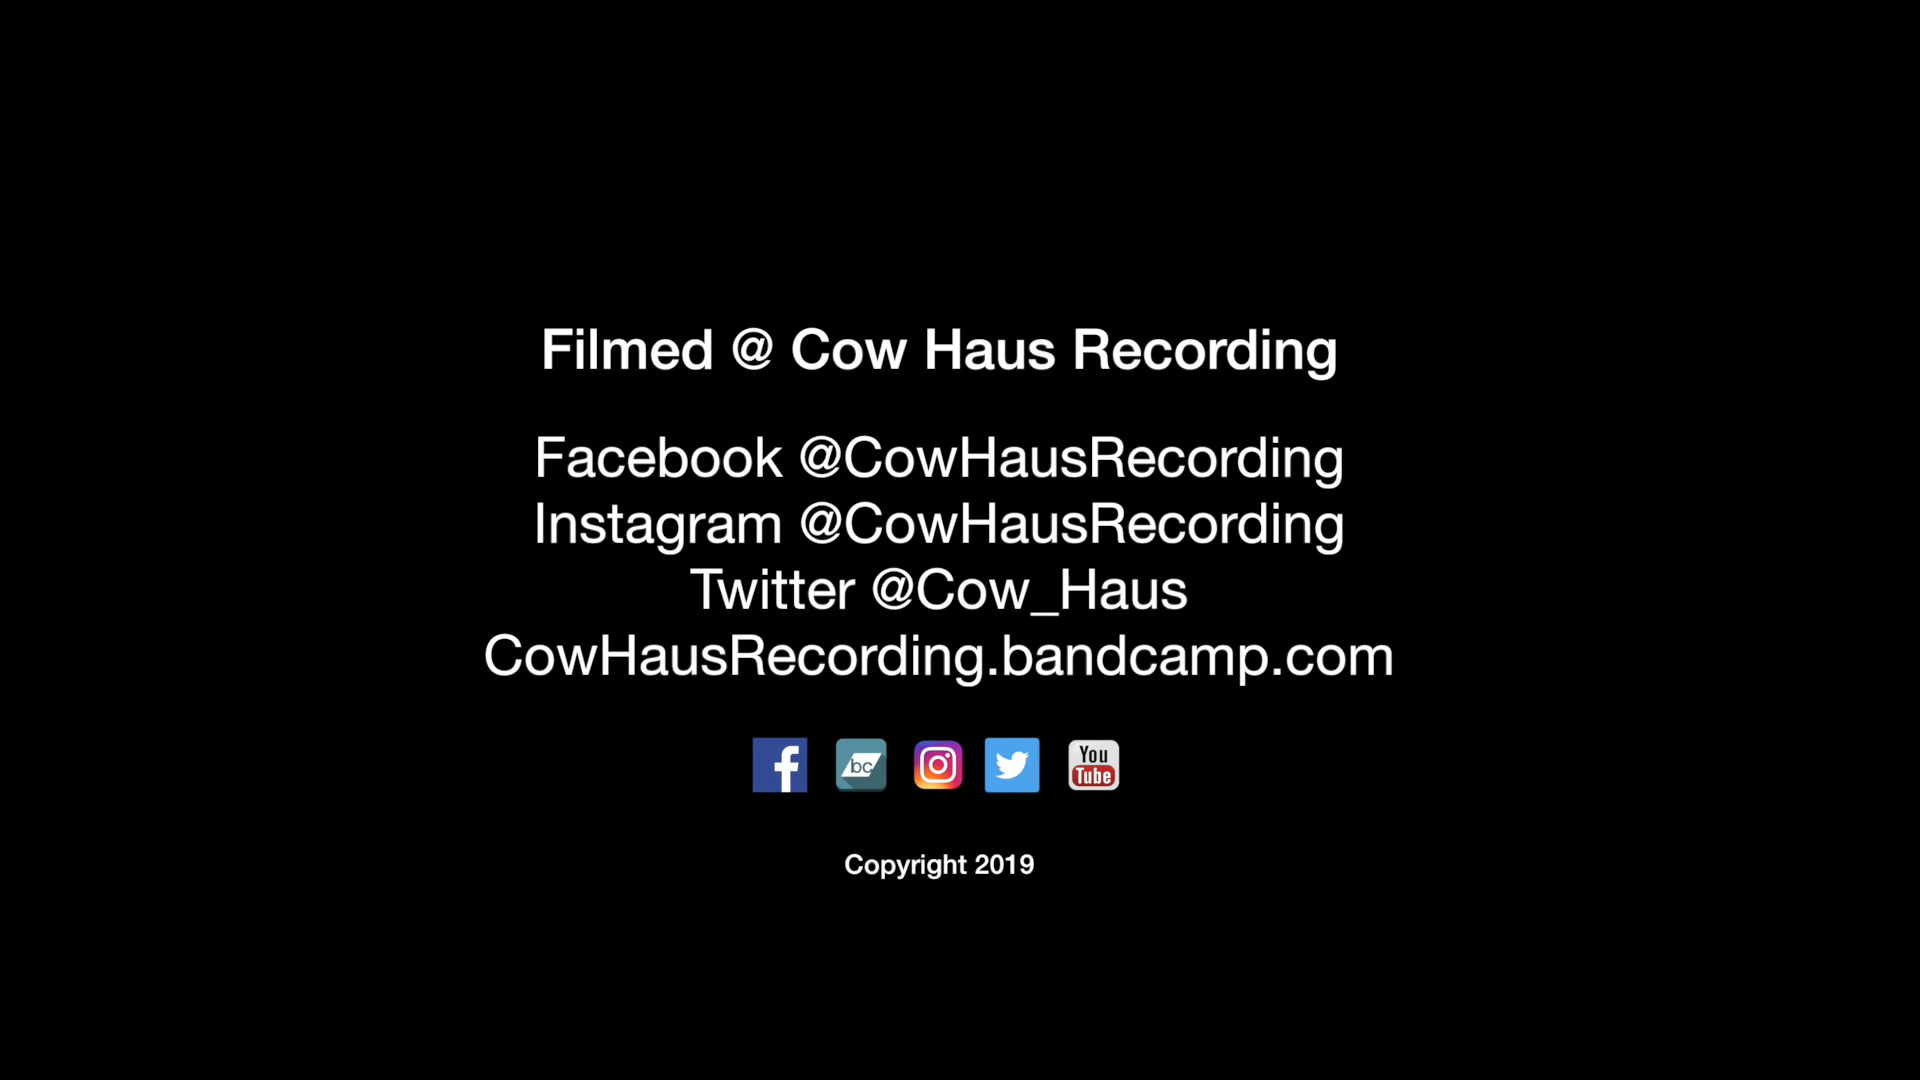 Filmed @ Cow Haus Recording
Facebook @CowHausRecording
Instagram @CowHausRecording
Twitter @Cow_Haus
CowHausRecording.bandcamp.com
f bc You Tube
Copyright 2019